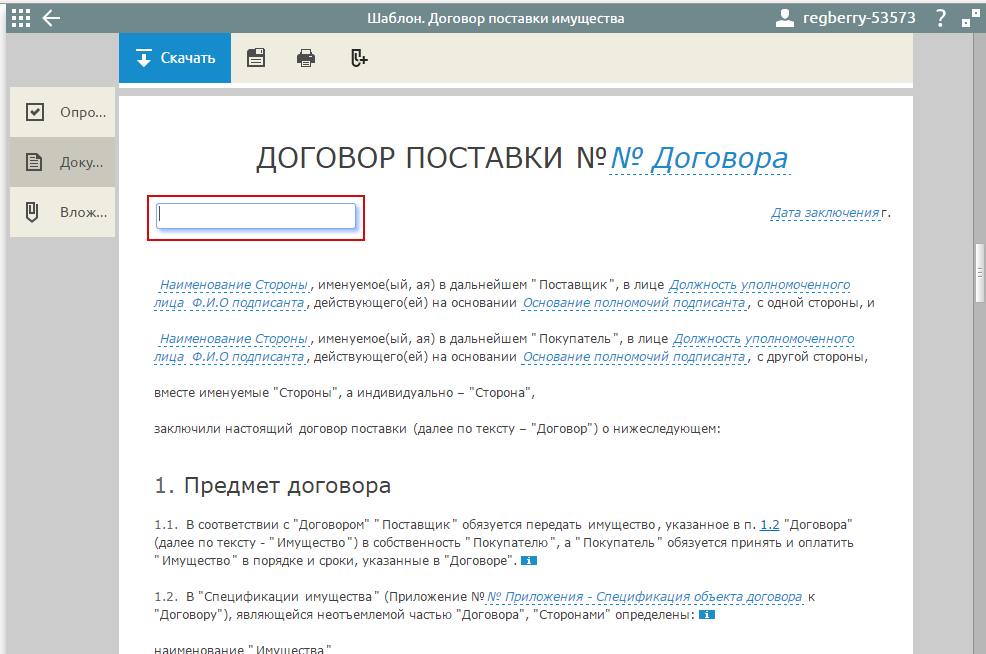 Шаблон. Договор поставки имущества
regberry-53573
?
Скачать
Опро...
Доку...
Влож...
ДОГОВОР ПОСТАВКИ №№ Договора
Дата заключения г.
Наименование Стороны, именуемое(ый, ая) в дальнейшем "Поставщик", в лице Должность уполномоченного
лица Ф.И.О подписанта, действующего(ей) на основании Основание полномочий подписанта, с одной стороны, и
Наименование Стороны, именуемое(ый, ая) в дальнейшем "Покупатель", в лице Должность уполномоченного
лица Ф.И.О подписанта, действующего(ей) на основании Основание полномочий подписанта, с другой стороны,
вместе именуемые "Стороны", а индивидуально – "Сторона",
заключили настоящий договор поставки (далее по тексту – "Договор") о нижеследующем:
1. Предмет договора
1.1. В соответствии с "Договором" "Поставщик" обязуется передать имущество, указанное в п. 1.2 "Договора"
(далее по тексту - "Имущество") в собственность "Покупателю", а "Покупатель" обязуется принять и оплатить
"Имущество" в порядке и сроки, указанные в "Договоре". i
1.2. В "Спецификации имущества" (Приложение №№ Приложения - Спецификация объекта договора к
"Договору"), являющейся неотъемлемой частью "Договора", "Сторонами" определены: i
наименование "Имущества"